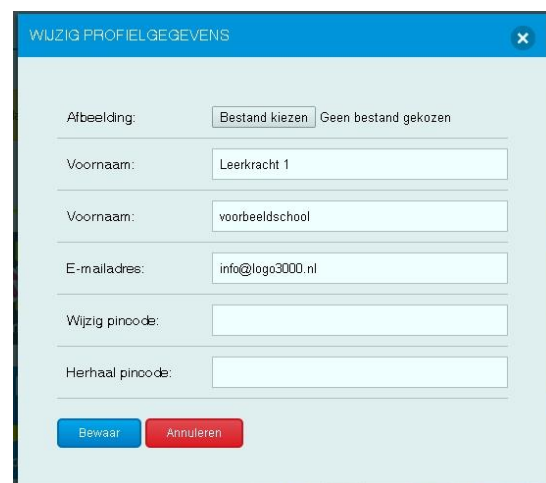 WIJZIG PROFIELGEGEVENS
Afbeelding: Bestand kiezen Geen bestand gekozen
Voornaam: Leerkracht 1
Voornaam: voorbeeldschool
E-mailadres: info@logo3000.nl
Wijzig pincode:
Herhaal pincode:
Bewaar Annuleren